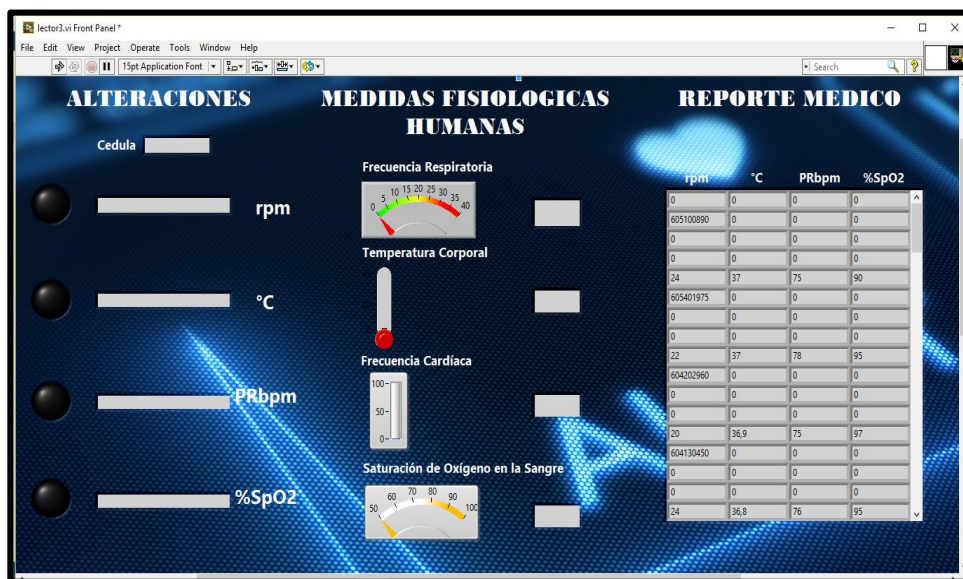 lector3.vi Front Panel *
File Edit View Project Operate Tools Window Help
15pt Application Font
Search
ALTERACIONES
Cedula
rpm
°C
PRbpm
%SpO2
MEDIDAS FISIOLOGICAS
HUMANAS
Frecuencia Respiratoria
0 5 10 15 20 25 30 35 40
Temperatura Corporal
Frecuencia Cardíaca
100
50
0
Saturación de Oxígeno en la Sangre
50 60 70 80 90 100
REPORTE MEDICO
rpm °C PRbpm %SpO2
0 0 0 0
605100890 0 0 0
0 0 0 0
0 0 0 0
24 37 75 90
605401975 0 0 0
0 0 0 0
0 0 0 0
22 37 78 95
604202960 0 0 0
0 0 0 0
0 0 0 0
20 36,9 75 97
604130450 0 0 0
0 0 0 0
0 0 0 0
24 36,8 76 95